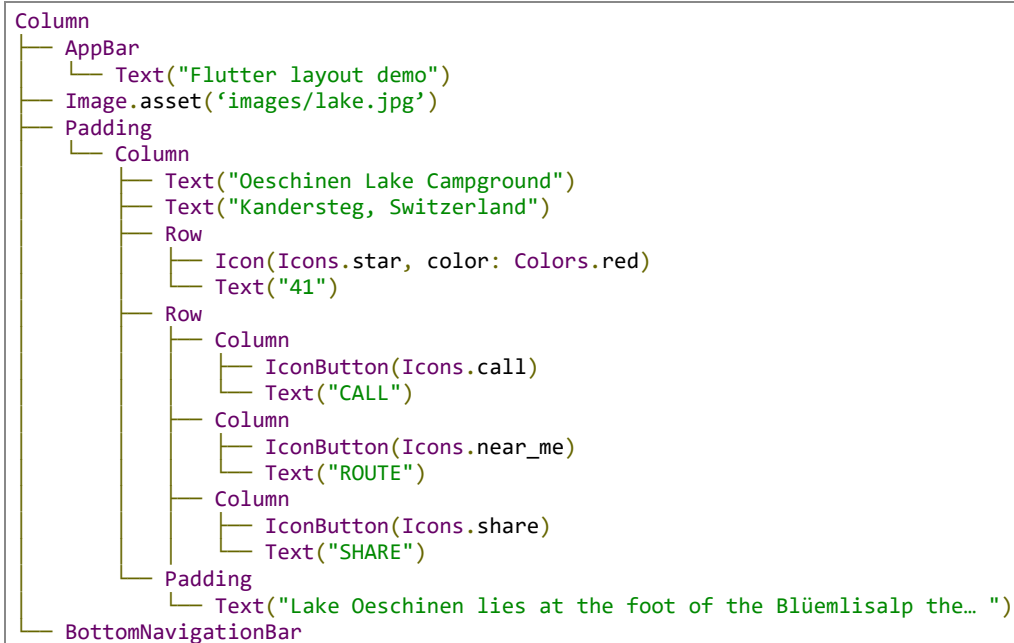 Column
├── AppBar
│   └── Text("Flutter layout demo")
├── Image.asset(‘images/lake.jpg’)
├── Padding
│   └── Column
│       ├── Text("Oeschinen Lake Campground")
│       ├── Text("Kandersteg, Switzerland")
│       ├── Row
│       │   ├── Icon(Icons.star, color: Colors.red)
│       │   └── Text("41")
│       ├── Row
│       │   ├── Column
│       │   │   ├── IconButton(Icons.call)
│       │   │   └── Text("CALL")
│       │   ├── Column
│       │   │   ├── IconButton(Icons.near_me)
│       │   │   └── Text("ROUTE")
│       │   ├── Column
│       │   │   ├── IconButton(Icons.share)
│       │   │   └── Text("SHARE")
│       └── Padding
│           └── Text("Lake Oeschinen lies at the foot of the Blüemlisalp the… ")
└── BottomNavigationBar